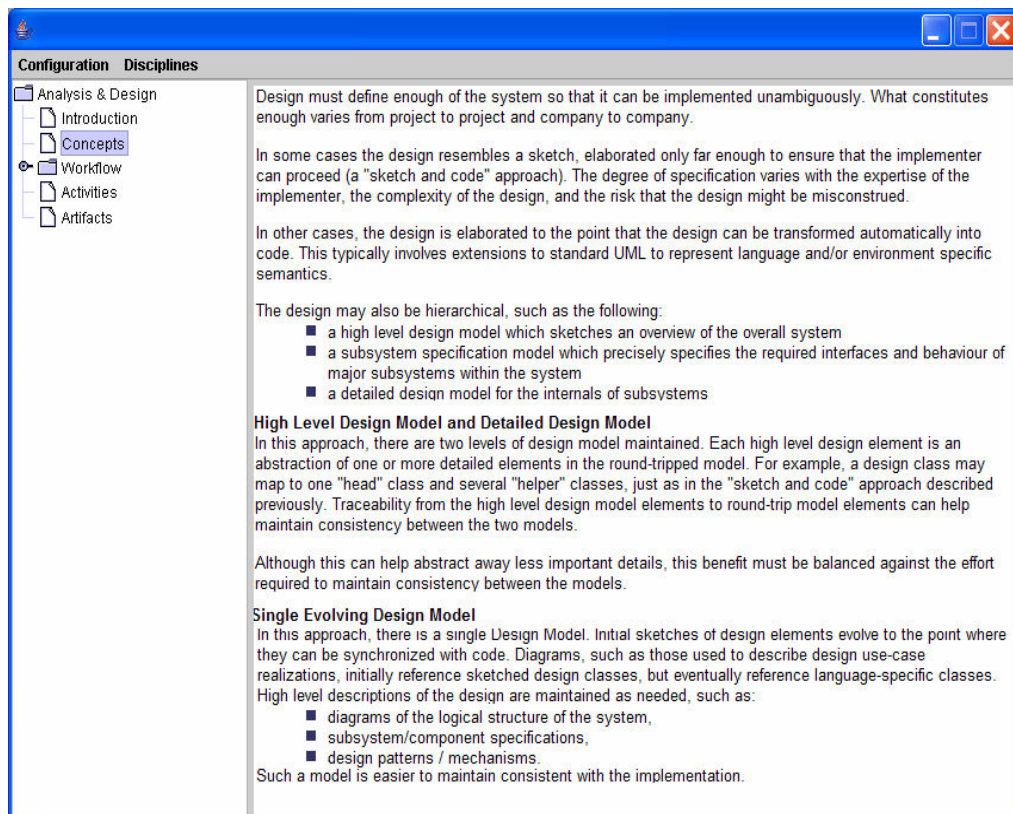 Configuration Disciplines
Analysis & Design
Introduction
Concepts
Workflow
Activities
Artifacts
Design must define enough of the system so that it can be implemented unambiguously. What constitutes
enough varies from project to project and company to company.
In some cases the design resembles a sketch, elaborated only far enough to ensure that the implementer
can proceed (a "sketch and code" approach). The degree of specification varies with the expertise of the
implementer, the complexity of the design, and the risk that the design might be misconstrued.
In other cases, the design is elaborated to the point that the design can be transformed automatically into
code. This typically involves extensions to standard UML to represent language and/or environment specific
semantics.
The design may also be hierarchical, such as the following:
a high level design model which sketches an overview of the overall system
a subsystem specification model which precisely specifies the required interfaces and behaviour of
major subsystems within the system
a detailed design model for the internals of subsystems
High Level Design Model and Detailed Design Model
In this approach, there are two levels of design model maintained. Each high level design element is an
abstraction of one or more detailed elements in the round-tripped model. For example, a design class may
map to one "head" class and several "helper" classes, just as in the "sketch and code" approach described
previously. Traceability from the high level design model elements to round-trip model elements can help
maintain consistency between the two models.
Although this can help abstract away less important details, this benefit must be balanced against the effort
required to maintain consistency between the models.
Single Evolving Design Model
In this approach, there is a single Design Model. Initial sketches of design elements evolve to the point where
they can be synchronized with code. Diagrams, such as those used to describe design use-case
realizations, initially reference sketched design classes, but eventually reference language-specific classes.
High level descriptions of the design are maintained as needed, such as:
diagrams of the logical structure of the system,
subsystem/component specifications,
design patterns / mechanisms.
Such a model is easier to maintain consistent with the implementation.